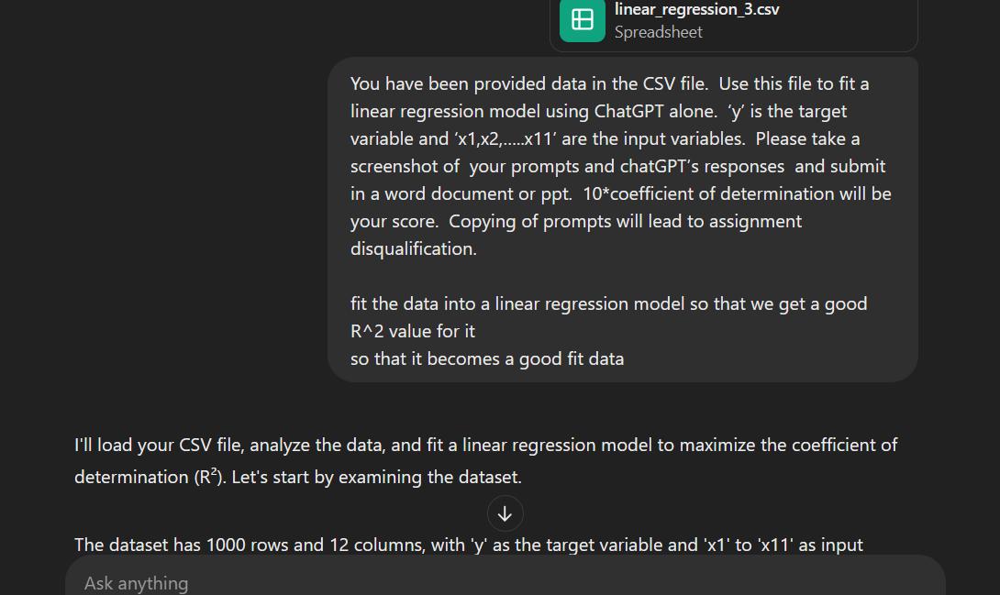 linear_regression_3.csv
Spreadsheet
You have been provided data in the CSV file.  Use this file to fit a
linear regression model using ChatGPT alone.  ‘y’ is the target
variable and ‘x1,x2,…..x11’ are the input variables.  Please take a
screenshot of  your prompts and chatGPT’s responses  and submit
in a word document or ppt.  10*coefficient of determination will be
your score.  Copying of prompts will lead to assignment
disqualification.
fit the data into a linear regression model so that we get a good
R^2 value for it
so that it becomes a good fit data
I'll load your CSV file, analyze the data, and fit a linear regression model to maximize the coefficient of
determination (R²). Let's start by examining the dataset.
The dataset has 1000 rows and 12 columns, with 'y' as the target variable and 'x1' to 'x11' as input
Ask anything